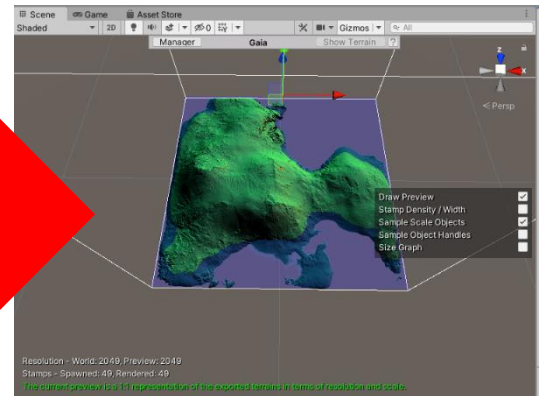 Scene Game Asset Store
Shaded 2D 0 Gizmos All
Manager Gaia Show Terrain ?
z
x
Persp
Draw Preview
Stamp Density / Width
Sample Scale Objects
Sample Object Handles
Size Graph
Resolution - World: 2049, Preview: 2049
Stamps - Spawned: 49, Rendered: 49
The current preview is a 1:1 representation of the exported terrains in terms of resolution and scale.